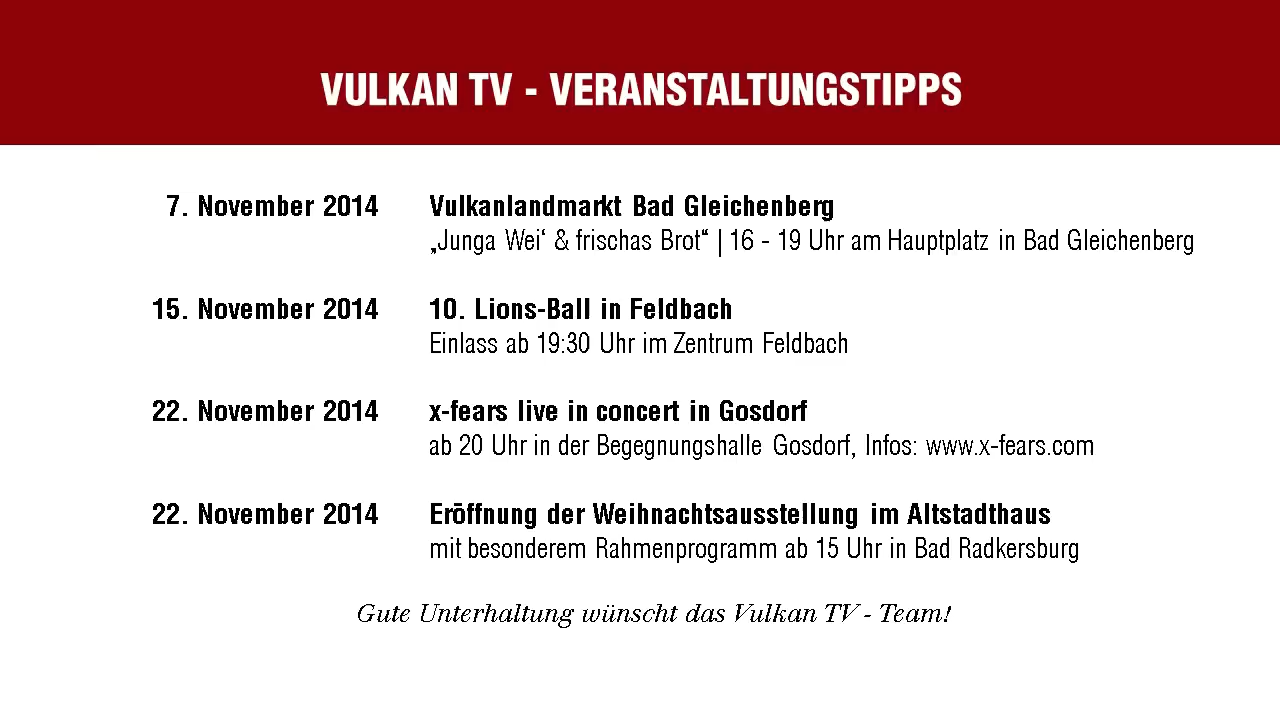 VULKAN TV - VERANSTALTUNGSTIPPS
7. November 2014 Vulkanlandmarkt Bad Gleichenberg
„Junga Wei‘ & frischas Brot“ | 16 - 19 Uhr am Hauptplatz in Bad Gleichenberg
15. November 2014 10. Lions-Ball in Feldbach
Einlass ab 19:30 Uhr im Zentrum Feldbach
22. November 2014 x-fears live in concert in Gosdorf
ab 20 Uhr in der Begegnungshalle Gosdorf, Infos: www.x-fears.com
22. November 2014 Eröffnung der Weihnachtsausstellung im Altstadthaus
mit besonderem Rahmenprogramm ab 15 Uhr in Bad Radkersburg
Gute Unterhaltung wünscht das Vulkan TV - Team!